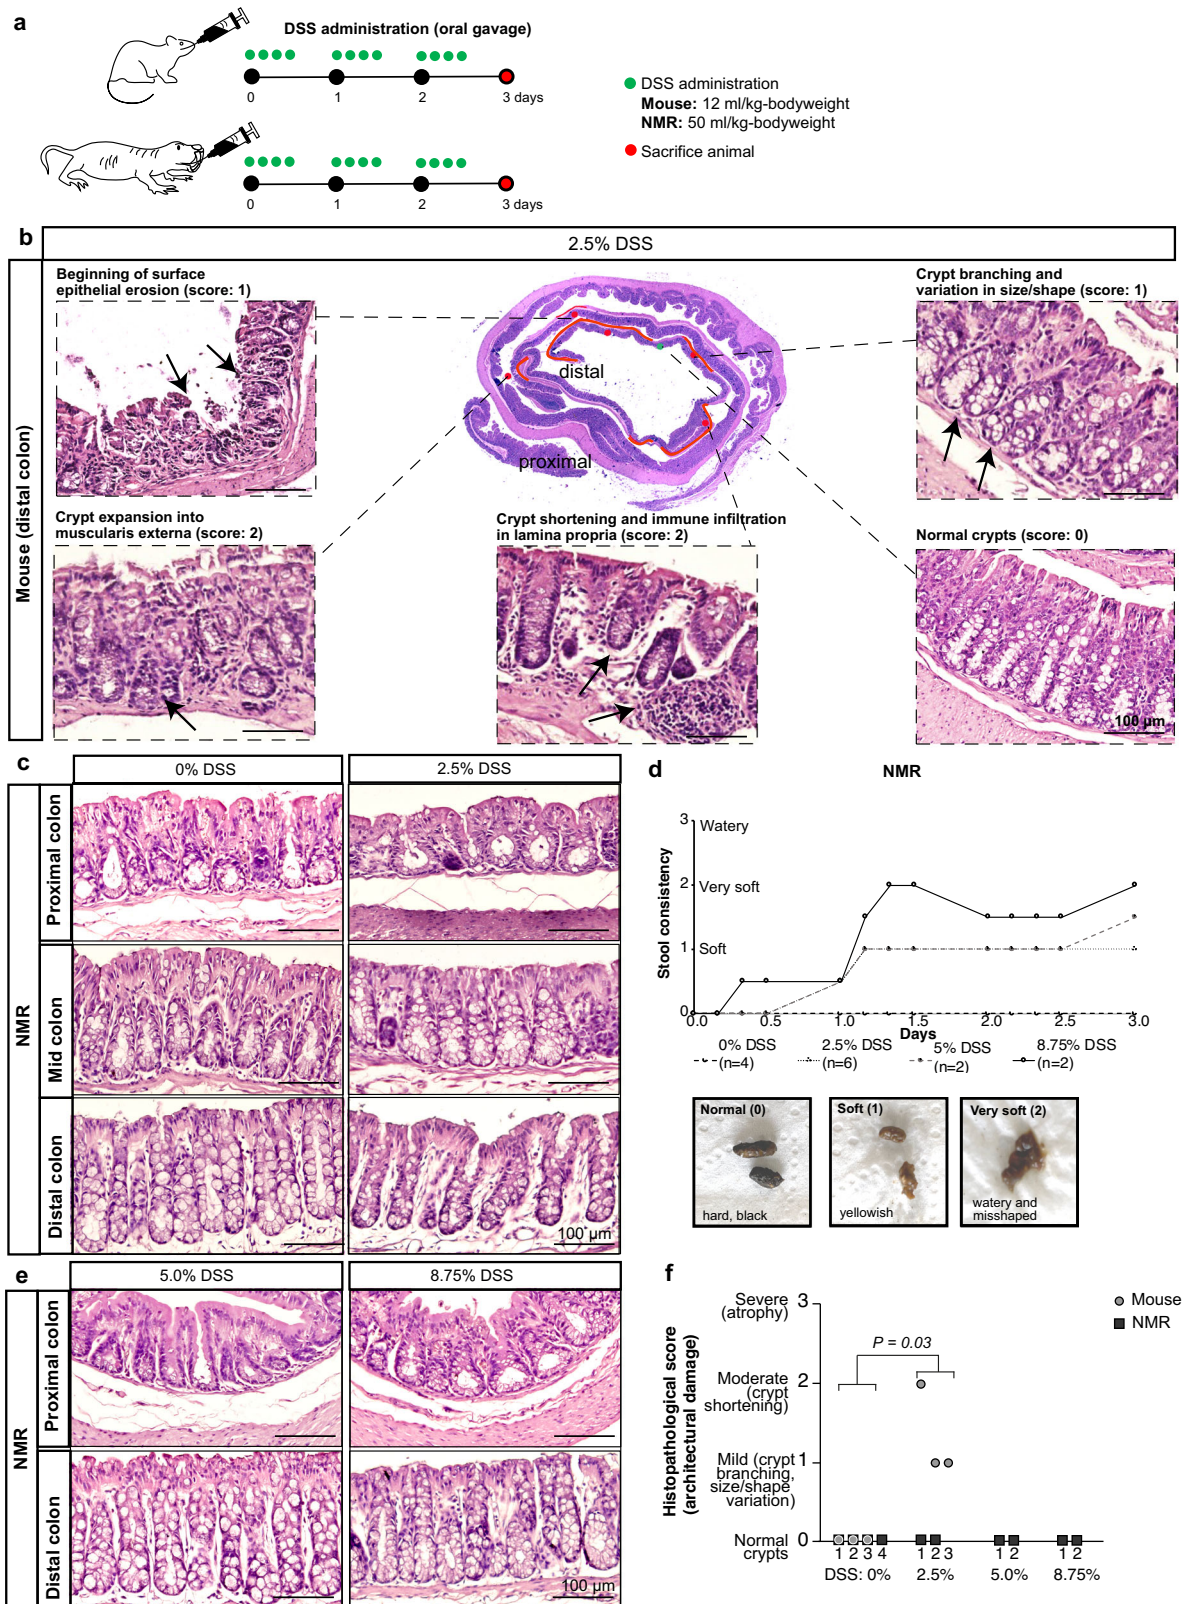 a
DSS administration (oral gavage)
0 1 2 3 days
0 1 2 3 days
DSS administration
Mouse: 12 ml/kg-bodyweight
NMR: 50 ml/kg-bodyweight
Sacrifice animal
b
2.5% DSS
Mouse (distal colon)
Beginning of surface
epithelial erosion (score: 1)
distal
proximal
Crypt branching and
variation in size/shape (score: 1)
Crypt expansion into
muscularis externa (score: 2)
Crypt shortening and immune infiltration
in lamina propria (score: 2)
Normal crypts (score: 0)
100 µm
c
0% DSS
2.5% DSS
NMR
Proximal colon
NMR
Mid colon
NMR
Distal colon
100 µm
d
NMR
Stool consistency
3
Watery
2
Very soft
1
Soft
0
0.0 0.5 1.0 1.5 2.0 2.5 3.0
Days
0% DSS
(n=4)
2.5% DSS
(n=6)
5% DSS
(n=2)
8.75% DSS
(n=2)
Normal (0)
hard, black
Soft (1)
yellowish
Very soft (2)
watery and
misshaped
e
5.0% DSS
8.75% DSS
NMR
Proximal colon
Distal colon
100 µm
f
Histopathological score
(architectural damage)
Severe
(atrophy)
3
Moderate
(crypt
shortening)
2
Mild (crypt
branching,
size/shape
variation)
1
Normal
crypts
0
P = 0.03
Mouse
NMR
1 2 3 4 1 2 3 1 2 1 2
DSS: 0% 2.5% 5.0% 8.75%